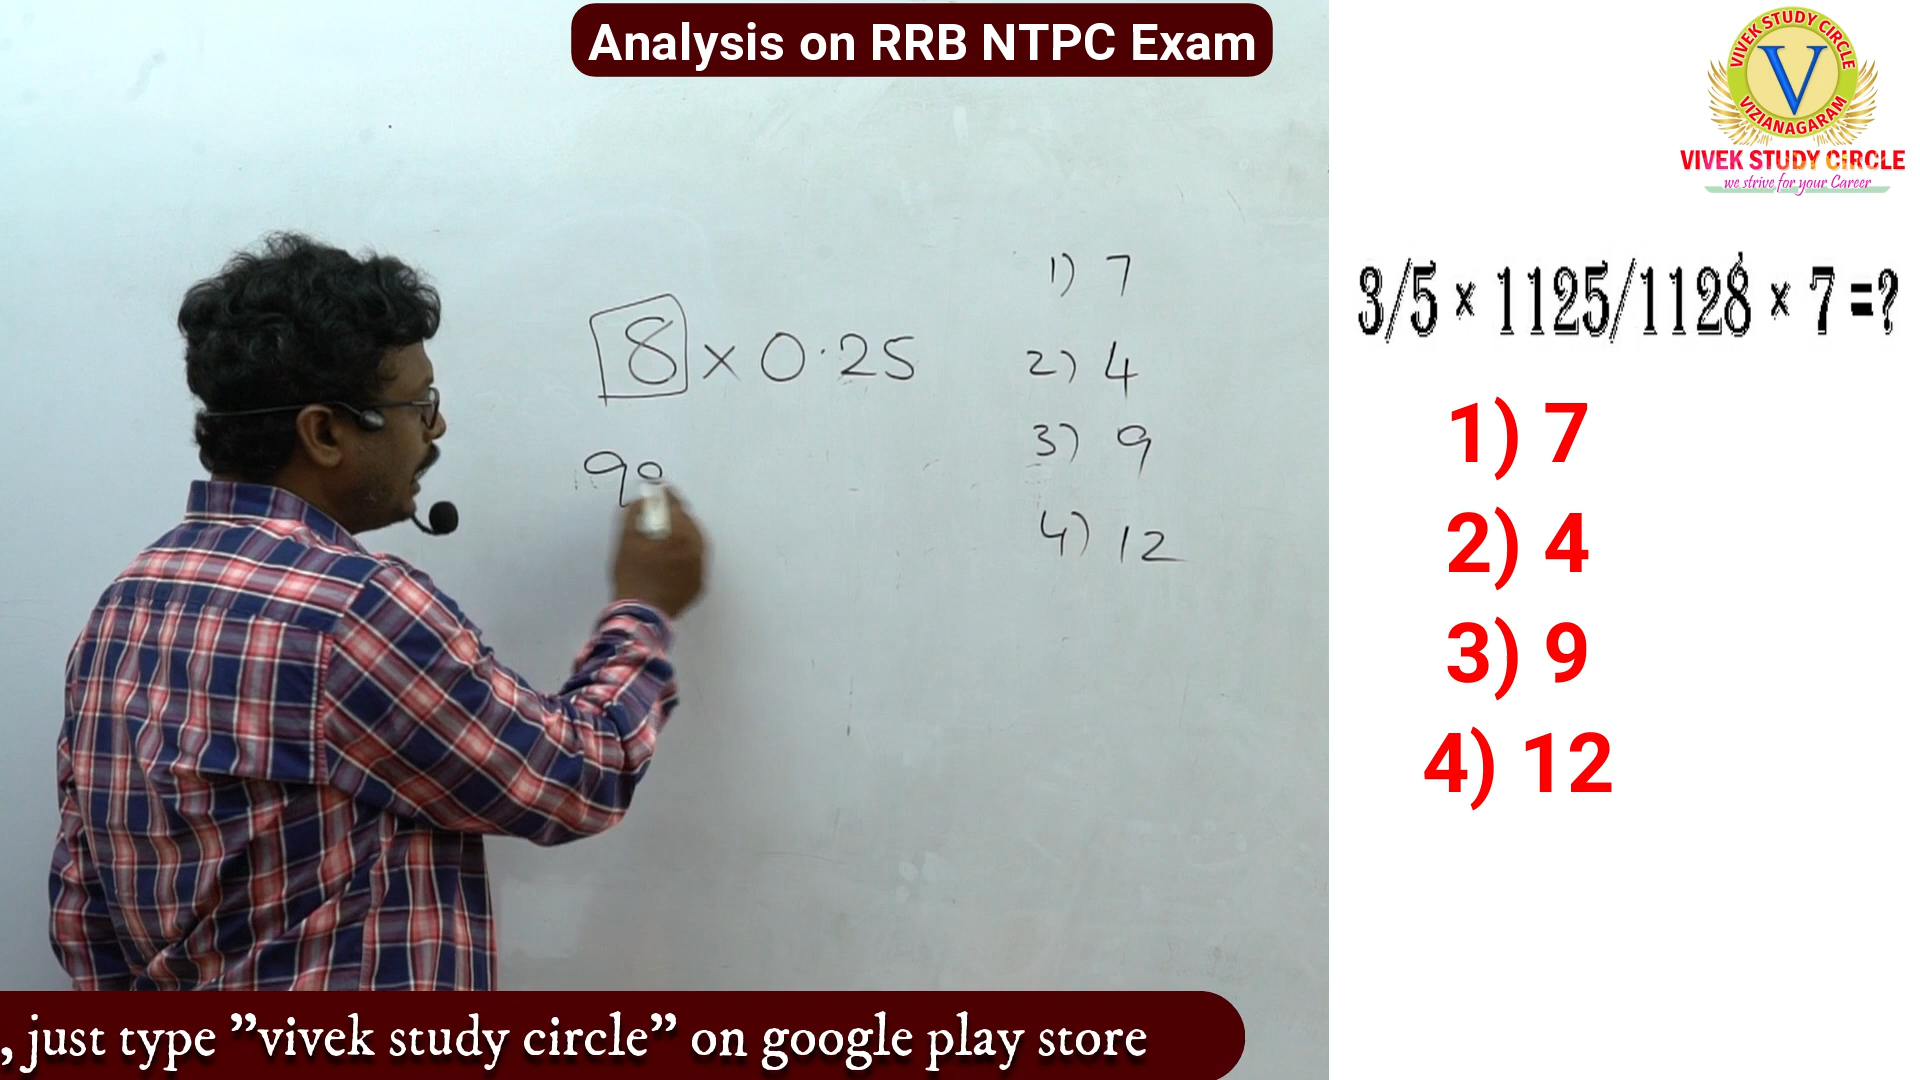 Analysis on RRB NTPC Exam
VIVEK STUDY CIRCLE
V
VIZIANAGARAM
VIVEK STUDY CIRCLE
we strive for your Career
8 × 0.25
1) 7
2) 4
3) 9
4) 12
3/5 × 1125/1128 × 7 =?
1) 7
2) 4
3) 9
4) 12
, just type "vivek study circle" on google play store